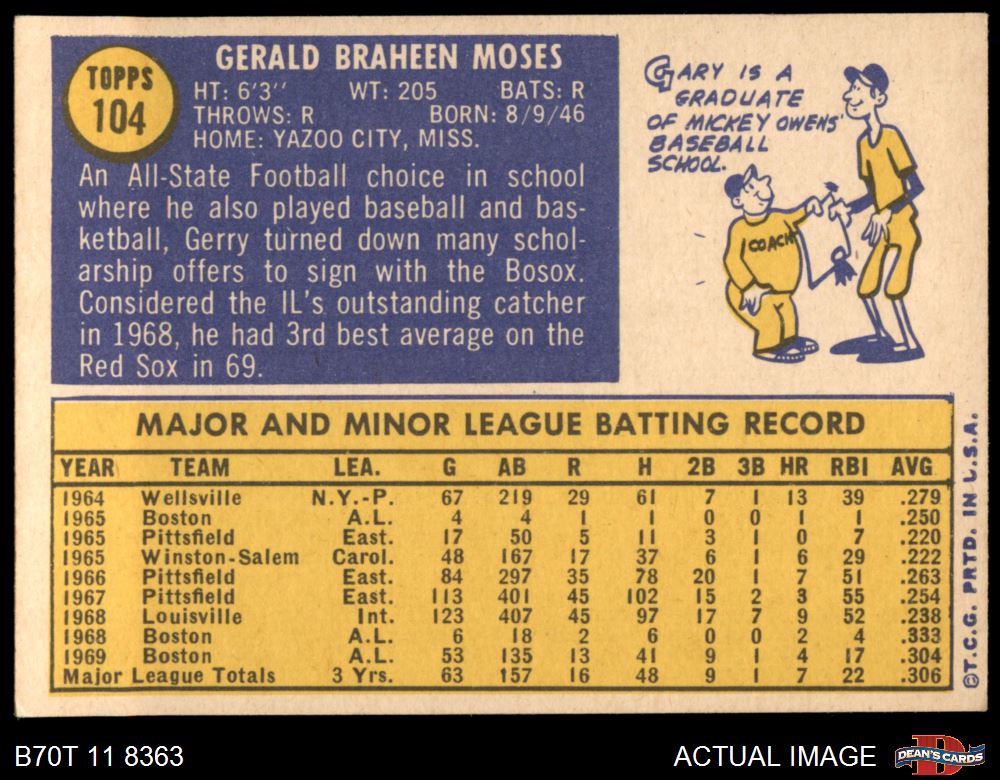 TOPPS
104
GERALD BRAHEEN MOSES
HT: 6'3" WT: 205 BATS: R
THROWS: R BORN: 8/9/46
HOME: YAZOO CITY, MISS.
An All-State Football choice in school
where he also played baseball and bas-
ketball, Gerry turned down many schol-
arship offers to sign with the Bosox.
Considered the IL's outstanding catcher
in 1968, he had 3rd best average on the
Red Sox in 69.
GARY IS A
GRADUATE
OF MICKEY OWENS'
BASEBALL
SCHOOL.
COACH
MAJOR AND MINOR LEAGUE BATTING RECORD
YEAR TEAM LEA. G AB R H 2B 3B HR RBI AVG
1964 Wellsville N.Y.-P. 67 219 29 61 7 1 13 39 .279
1965 Boston A.L. 4 4 1 1 0 0 1 1 .250
1965 Pittsfield East. 17 50 5 11 3 1 0 7 .220
1965 Winston-Salem Carol. 48 167 17 37 6 1 6 29 .222
1966 Pittsfield East. 84 297 35 78 20 1 7 51 .263
1967 Pittsfield East. 113 401 45 102 15 2 3 55 .254
1968 Louisville Int. 123 407 45 97 17 7 9 52 .238
1968 Boston A.L. 6 18 2 6 0 0 2 4 .333
1969 Boston A.L. 53 135 13 41 9 1 4 17 .304
Major League Totals 3 Yrs. 63 157 16 48 9 1 7 22 .306
©T.C.G. PRTD. IN U.S.A.
B70T 11 8363
ACTUAL IMAGE
D
DEAN'S CARDS